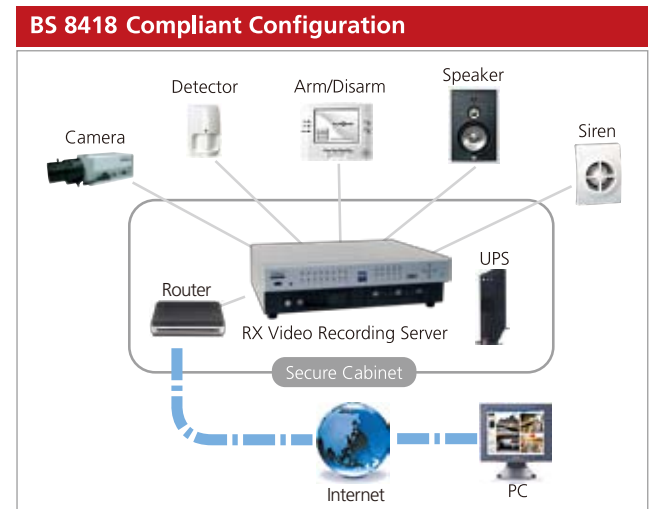 BS 8418 Compliant Configuration
Speaker
Detector
Arm/Disarm
Siren
Camera
UPS
Router
RX Video Recording Server
Secure Cabinet
Internet
PC